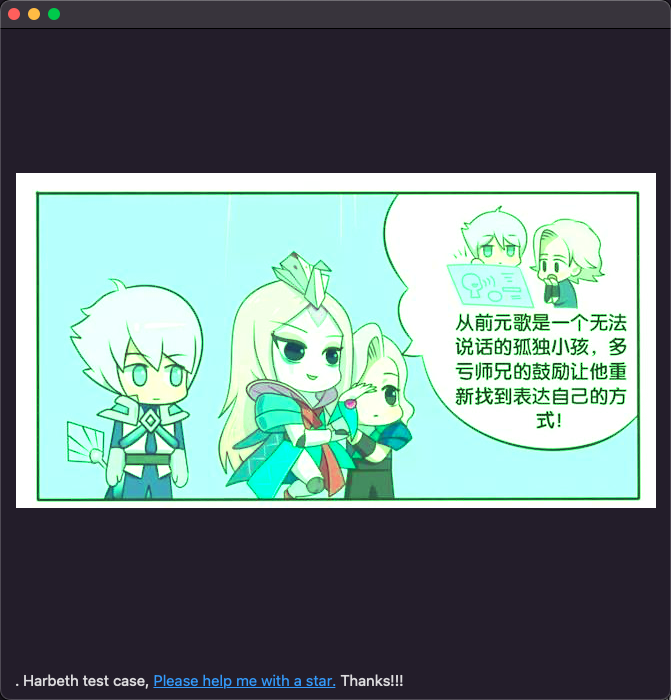 从前元歌是一个无法
说话的孤独小孩，多
亏师兄的鼓励让他重
新找到表达自己的方
式！
. Harbeth test case, Please help me with a star. Thanks!!!